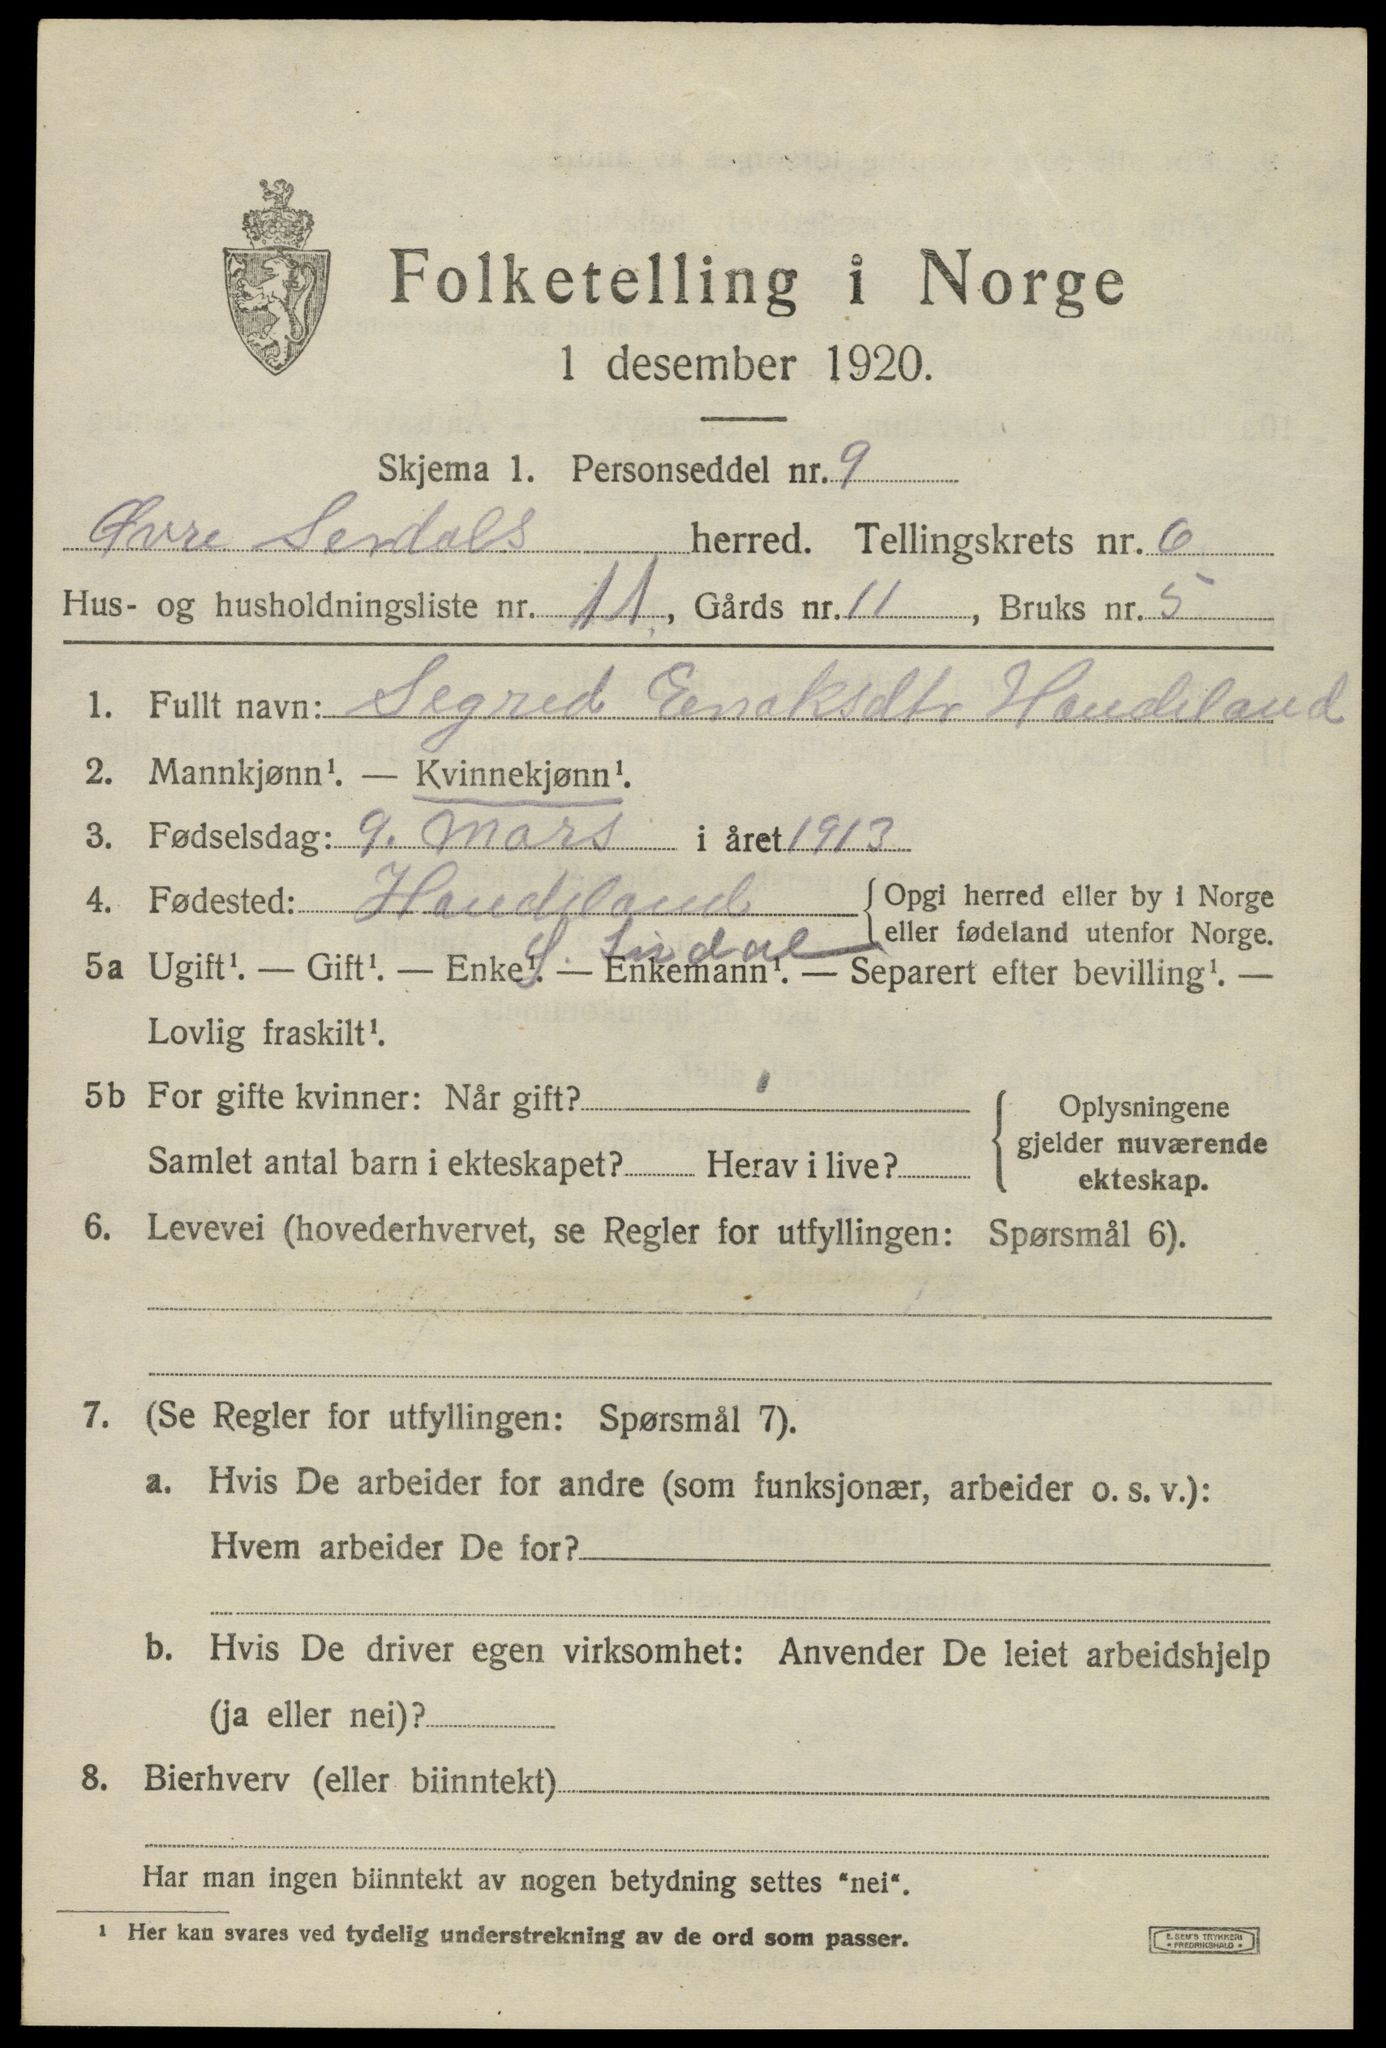 Folketelling i Norge
1 desember 1920.
Skjema 1. Personseddel nr. 9
Øvre Sirdals herred. Tellingskrets nr. 6
Hus- og husholdningsliste nr. 11, Gårds nr. 11, Bruks nr. 5
1. Fullt navn: Segred Enoksdtr Haudiland
2. Mannkjønn¹. — Kvinnekjønn¹.
3. Fødselsdag: 9. Mars i året 1913
4. Fødested: Haudiland { Opgi herred eller by i Norge
eller fødeland utenfor Norge.
5a Ugift¹. — Gift¹. — Enke¹. — Enkemann¹. — Separert efter bevilling¹. —
Lovlig fraskilt¹.
5b For gifte kvinner: Når gift?
Samlet antal barn i ekteskapet? Herav i live?
{ Oplysningene
gjelder nuværende
ekteskap.
6. Levevei (hovederhvervet, se Regler for utfyllingen: Spørsmål 6).
7. (Se Regler for utfyllingen: Spørsmål 7).
a. Hvis De arbeider for andre (som funksjonær, arbeider o. s. v.):
Hvem arbeider De for?
b. Hvis De driver egen virksomhet: Anvender De leiet arbeidshjelp
(ja eller nei)?
8. Bierhverv (eller biinntekt)
Har man ingen biinntekt av nogen betydning settes "nei".
¹ Her kan svares ved tydelig understrekning av de ord som passer.
E. SEM'S TRYKKERI
* FREDRIKSHALD *